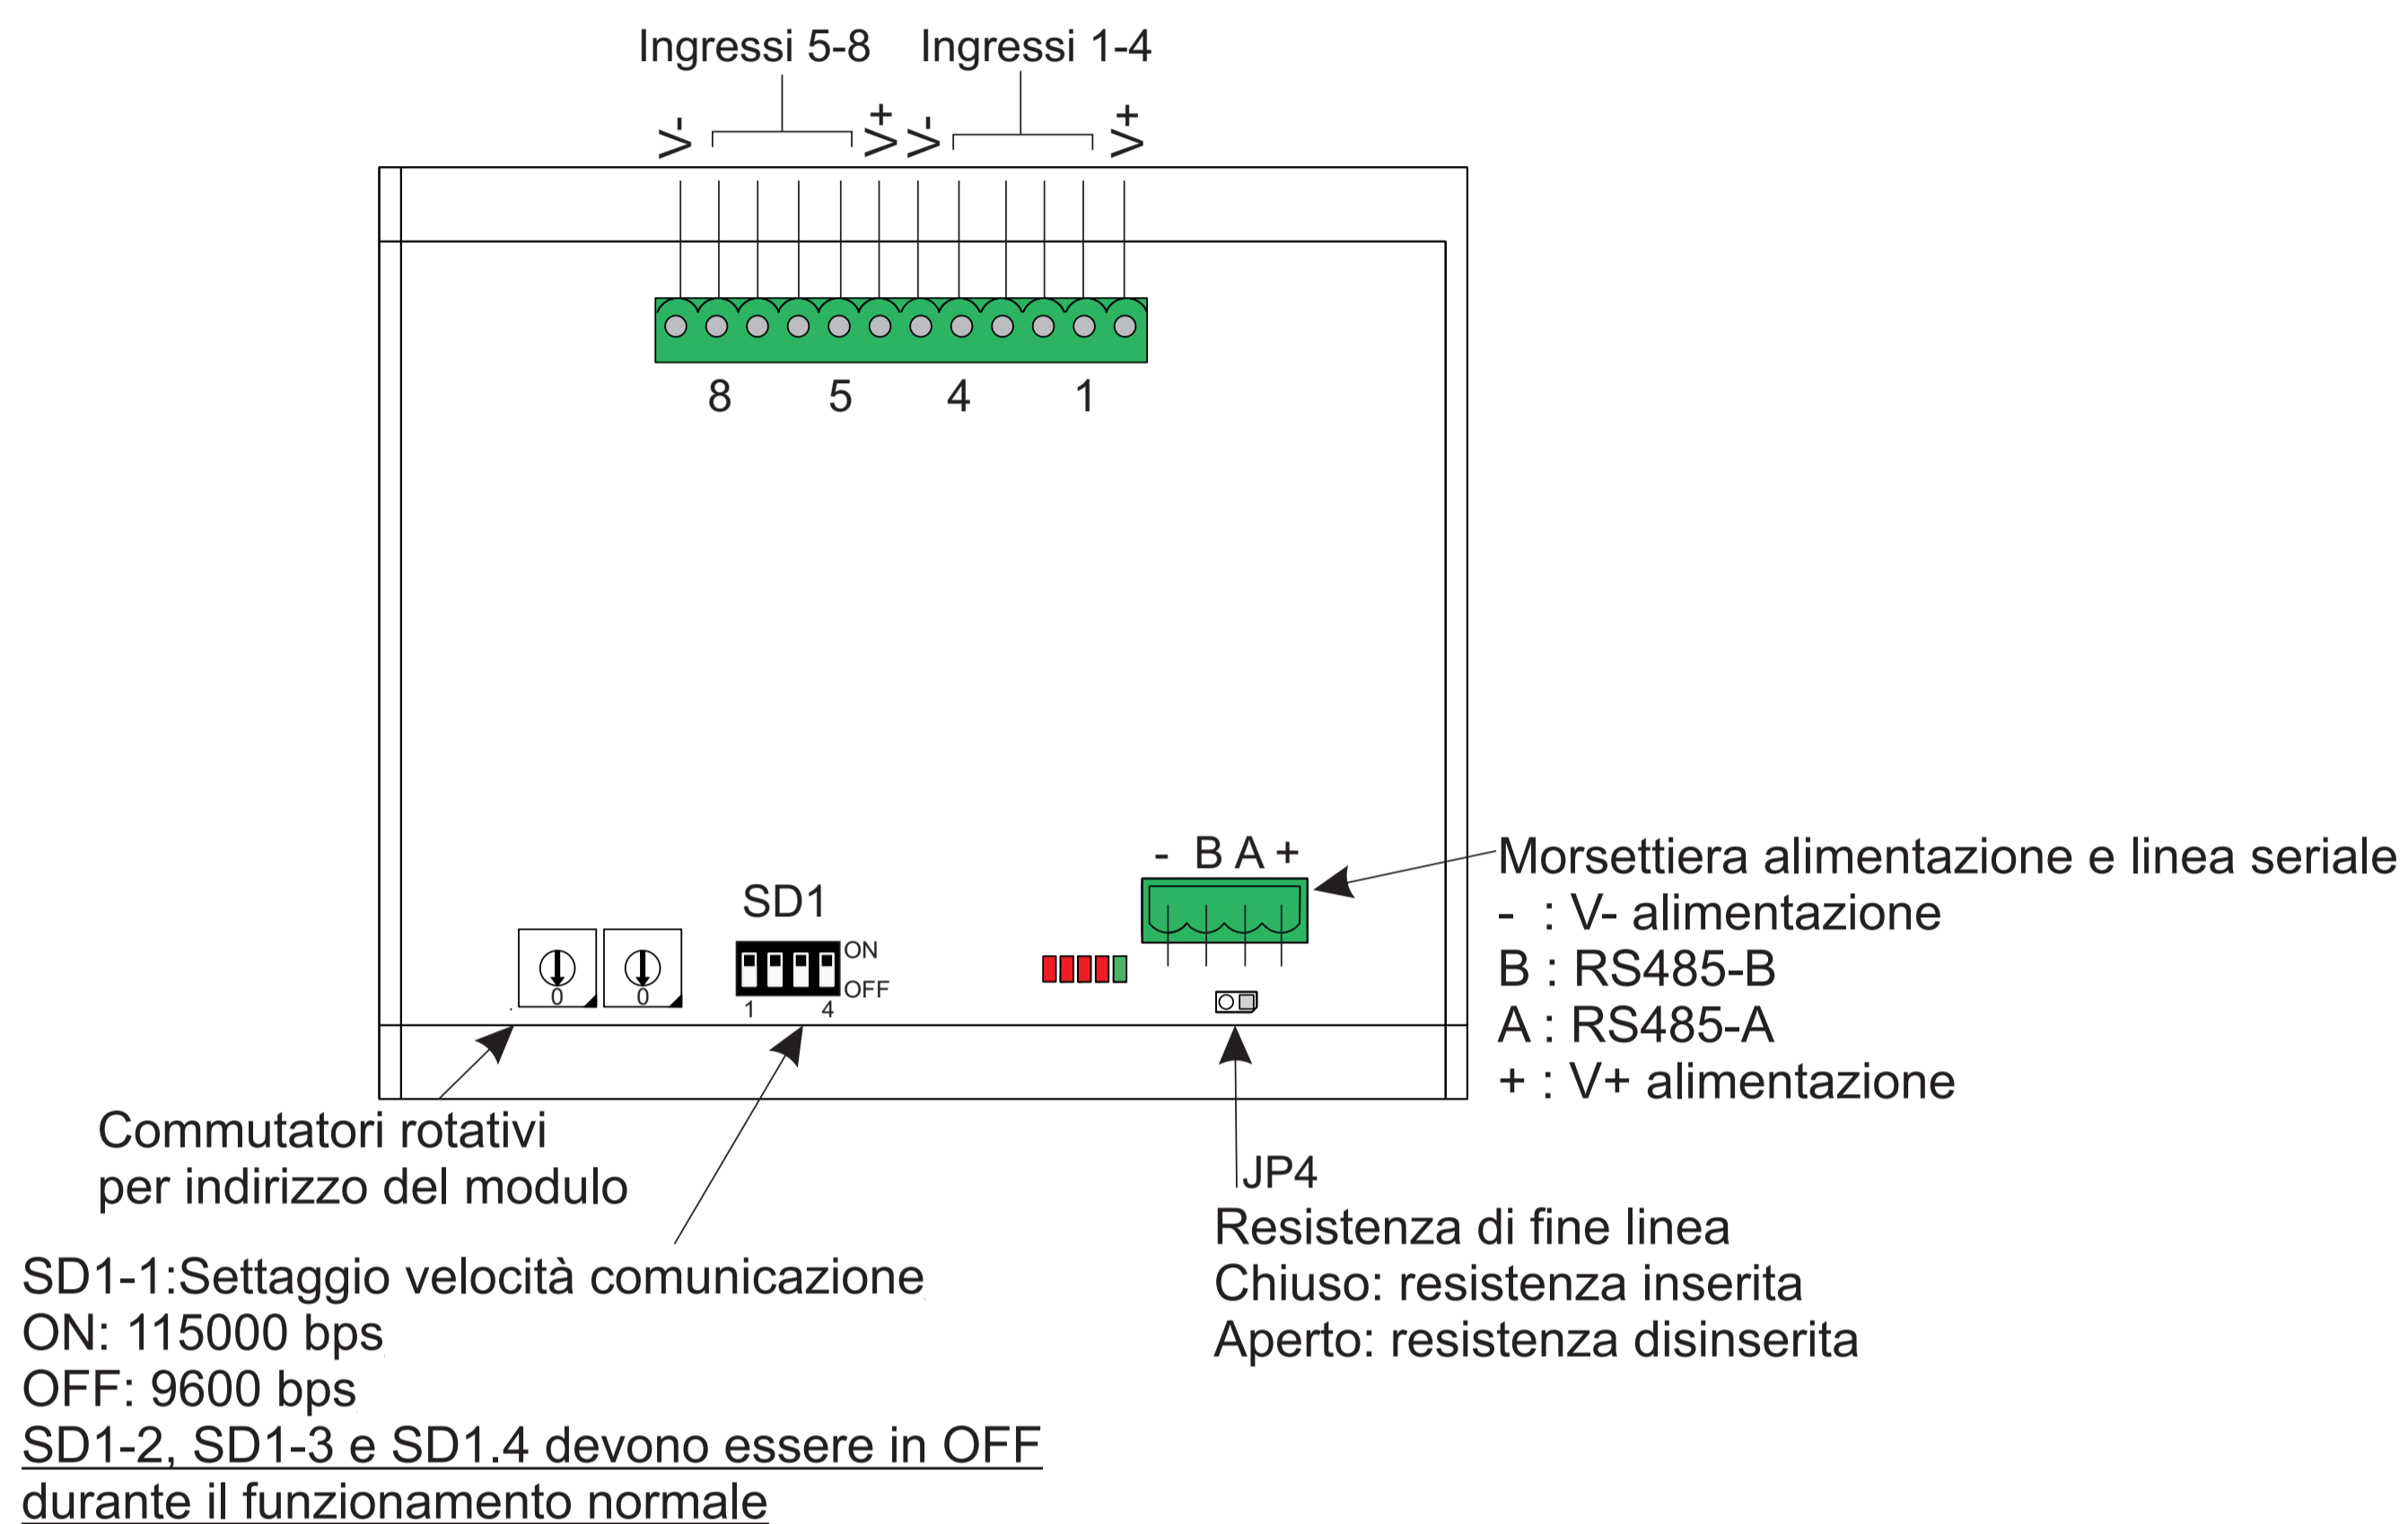 Ingressi 5-8 Ingressi 1-4
V- V+ V- V+
8 5 4 1
- B A +
Morsettiera alimentazione e linea seriale
- : V- alimentazione
B : RS485-B
A : RS485-A
+ : V+ alimentazione
SD1
ON
OFF
0 0
1 4
Commutatori rotativi
per indirizzo del modulo
JP4
Resistenza di fine linea
Chiuso: resistenza inserita
Aperto: resistenza disinserita
SD1-1:Settaggio velocità comunicazione
ON: 115000 bps
OFF: 9600 bps
SD1-2, SD1-3 e SD1.4 devono essere in OFF
durante il funzionamento normale